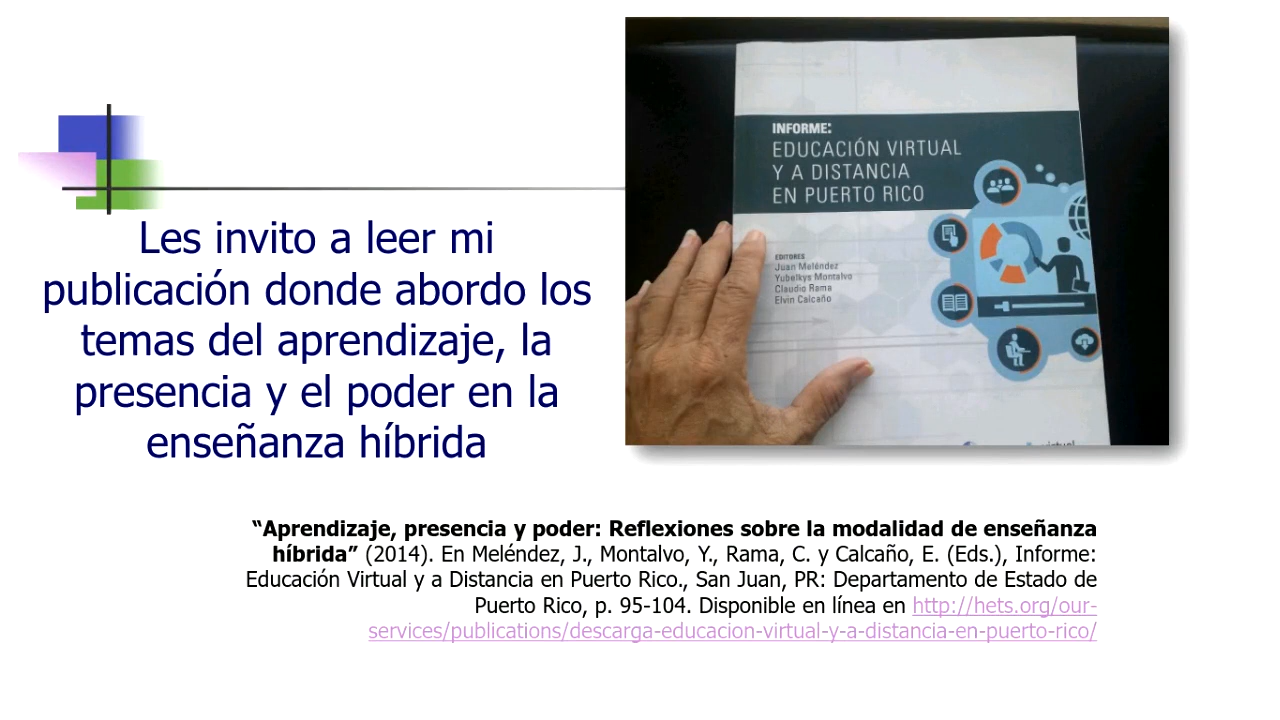 Les invito a leer mi
publicación donde abordo los
temas del aprendizaje, la
presencia y el poder en la
enseñanza híbrida
INFORME:
EDUCACIÓN VIRTUAL
Y A DISTANCIA
EN PUERTO RICO
EDITORES
Juan Meléndez
Yubelkys Montalvo
Claudio Rama
Elvin Calcaño
“Aprendizaje, presencia y poder: Reflexiones sobre la modalidad de enseñanza
híbrida” (2014). En Meléndez, J., Montalvo, Y., Rama, C. y Calcaño, E. (Eds.), Informe:
Educación Virtual y a Distancia en Puerto Rico., San Juan, PR: Departamento de Estado de
Puerto Rico, p. 95-104. Disponible en línea en http://hets.org/our-
services/publications/descarga-educacion-virtual-y-a-distancia-en-puerto-rico/